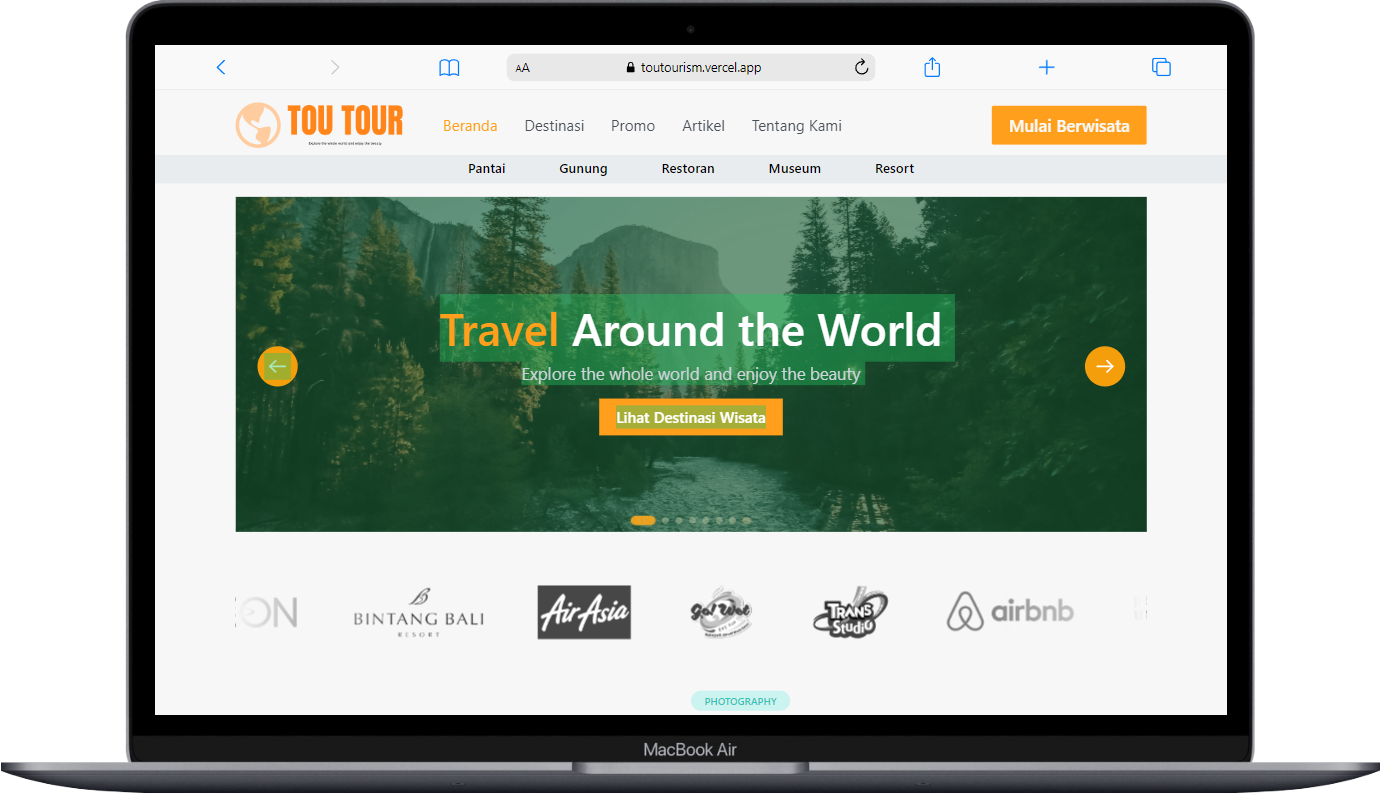 AA
toutourism.vercel.app
TOU TOUR
Explore the whole world and enjoy the beauty
Beranda
Destinasi
Promo
Artikel
Tentang Kami
Mulai Berwisata
Pantai
Gunung
Restoran
Museum
Resort
Travel Around the World
Explore the whole world and enjoy the beauty
Lihat Destinasi Wisata
ON
BINTANG BALI
RESORT
AirAsia
TRANS
Studio
airbnb
PHOTOGRAPHY
MacBook Air